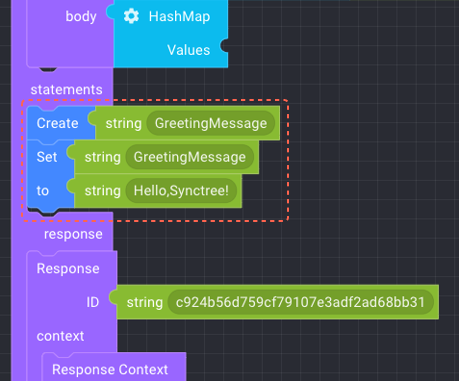 body HashMap
Values
statements
Create string GreetingMessage
Set string GreetingMessage
to string Hello,Synctree!
response
Response
ID string c924b56d759cf79107e3adf2ad68bb31
context
Response Context